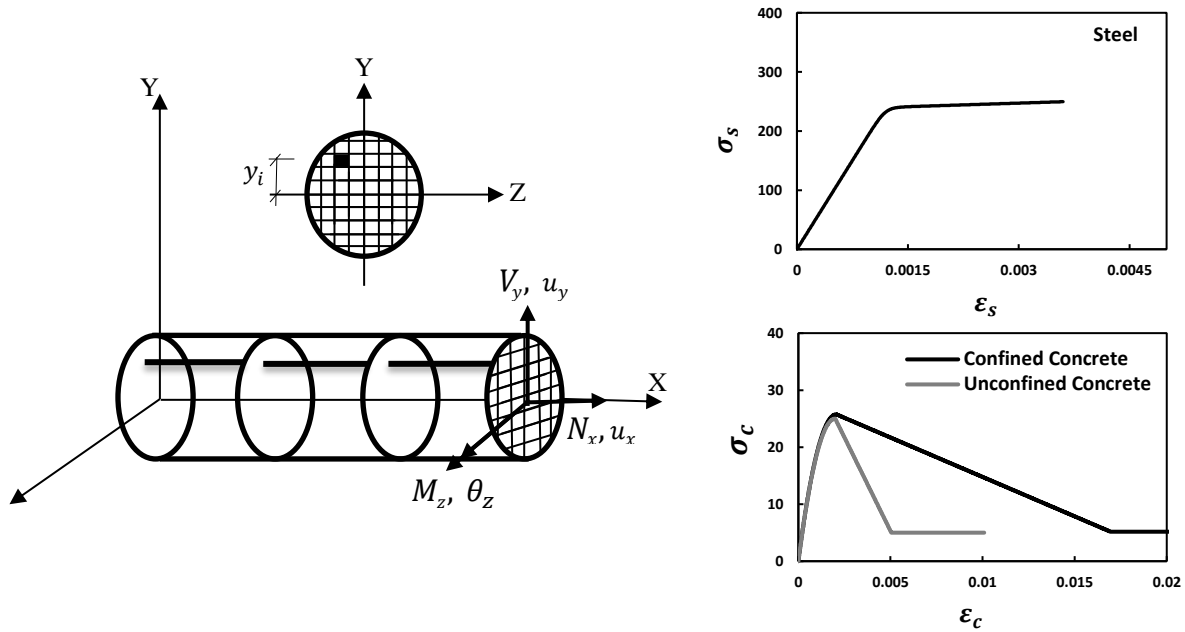 Y
Y
y_i
Z
V_y, u_y
X
N_x, u_x
M_z, θ_z
400
300
200
100
0
0
0.0015
0.003
0.0045
Steel
σ_s
ε_s
40
30
20
10
0
0
0.005
0.01
0.015
0.02
Confined Concrete
Unconfined Concrete
σ_c
ε_c